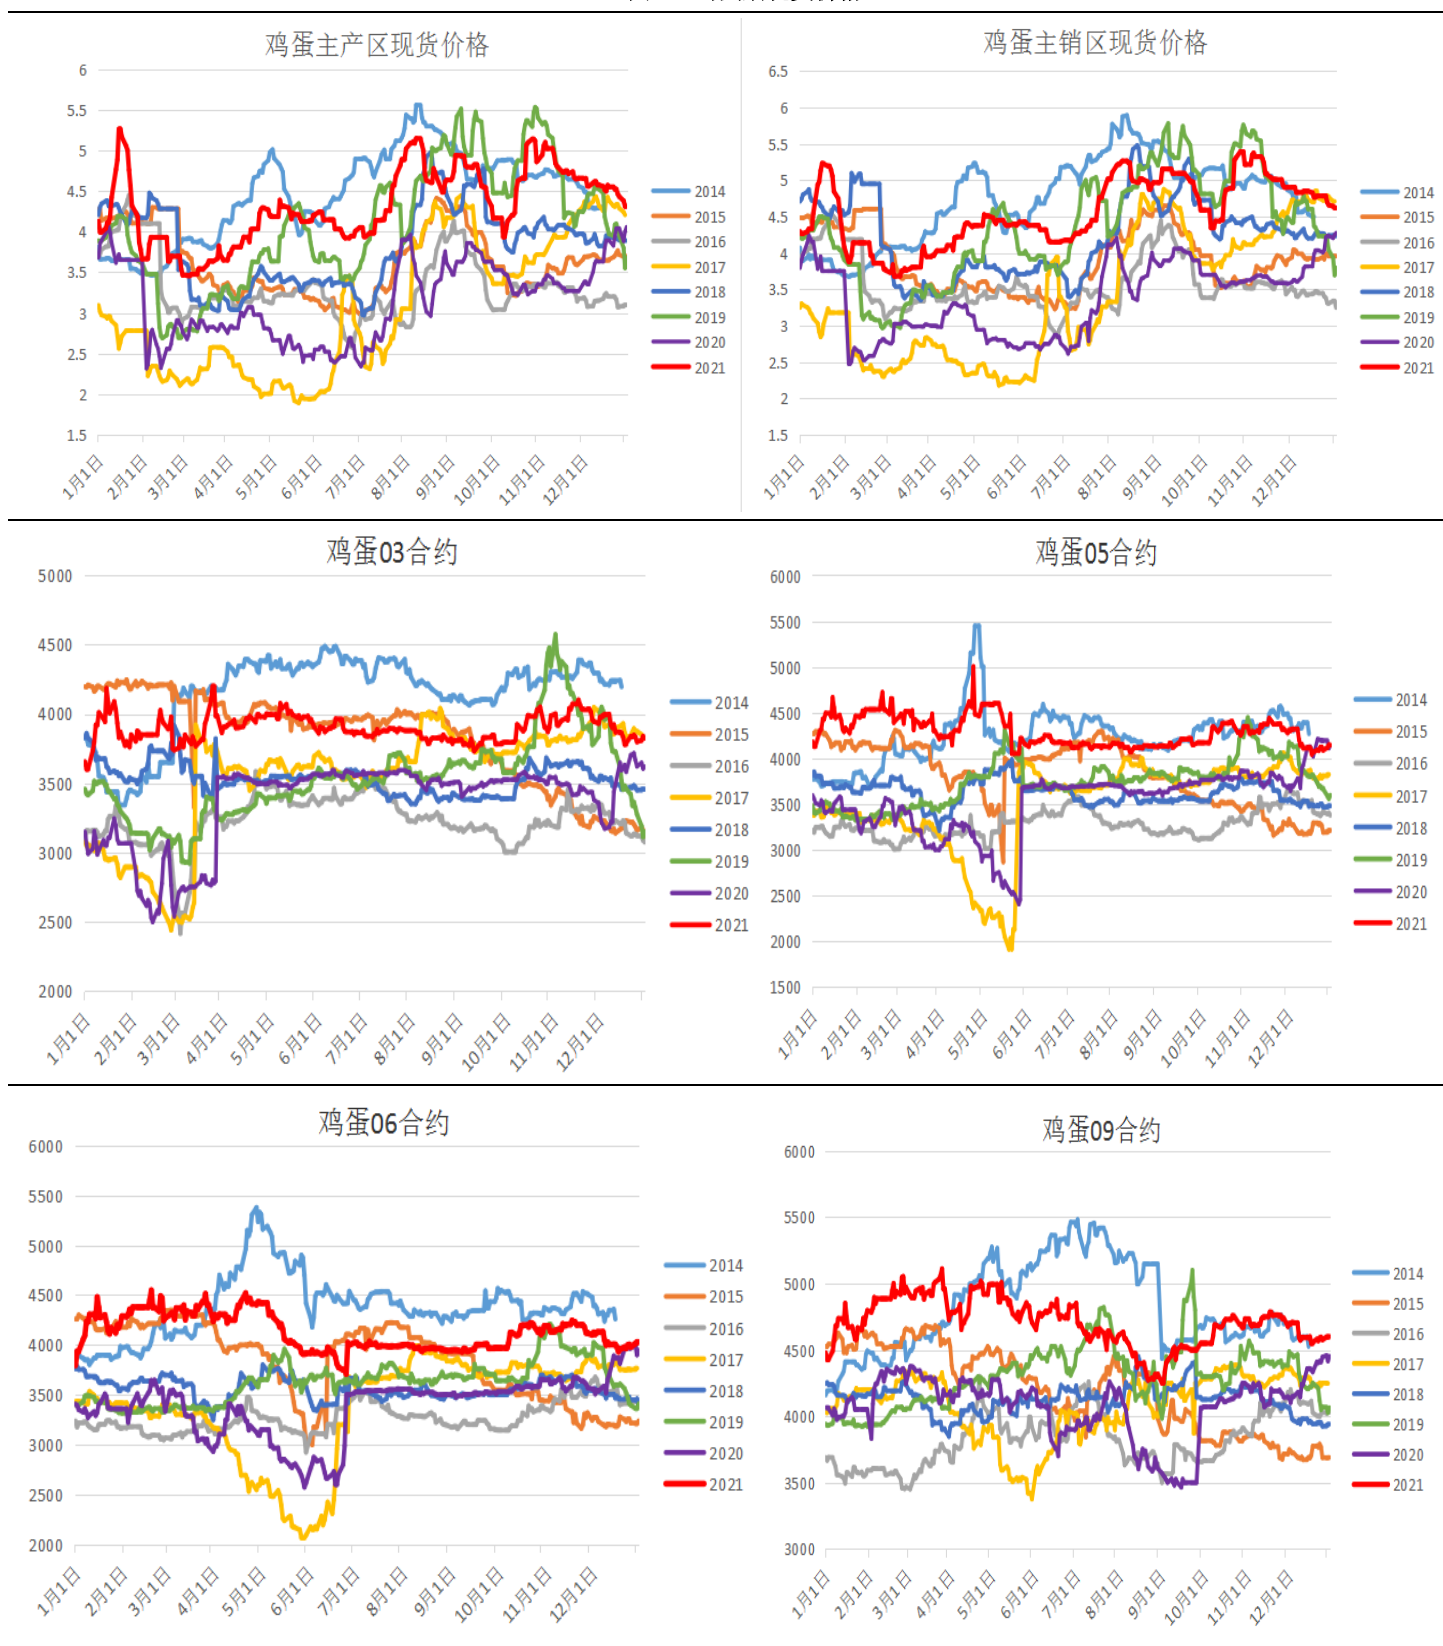 鸡蛋主产区现货价格
6
5.5
5
4.5
4
3.5
3
2.5
2
1.5
1月1日
2月1日
3月1日
4月1日
5月1日
6月1日
7月1日
8月1日
9月1日
10月1日
11月1日
12月1日
2014
2015
2016
2017
2018
2019
2020
2021
鸡蛋主销区现货价格
6.5
6
5.5
5
4.5
4
3.5
3
2.5
2
1.5
1月1日
2月1日
3月1日
4月1日
5月1日
6月1日
7月1日
8月1日
9月1日
10月1日
11月1日
12月1日
2014
2015
2016
2017
2018
2019
2020
2021
鸡蛋03合约
5000
4500
4000
3500
3000
2500
2000
1月1日
2月1日
3月1日
4月1日
5月1日
6月1日
7月1日
8月1日
9月1日
10月1日
11月1日
12月1日
2014
2015
2016
2017
2018
2019
2020
2021
鸡蛋05合约
6000
5500
5000
4500
4000
3500
3000
2500
2000
1500
1月1日
2月1日
3月1日
4月1日
5月1日
6月1日
7月1日
8月1日
9月1日
10月1日
11月1日
12月1日
2014
2015
2016
2017
2018
2019
2020
2021
鸡蛋06合约
6000
5500
5000
4500
4000
3500
3000
2500
2000
1月1日
2月1日
3月1日
4月1日
5月1日
6月1日
7月1日
8月1日
9月1日
10月1日
11月1日
12月1日
2014
2015
2016
2017
2018
2019
2020
2021
鸡蛋09合约
6000
5500
5000
4500
4000
3500
3000
1月1日
2月1日
3月1日
4月1日
5月1日
6月1日
7月1日
8月1日
9月1日
10月1日
11月1日
12月1日
2014
2015
2016
2017
2018
2019
2020
2021